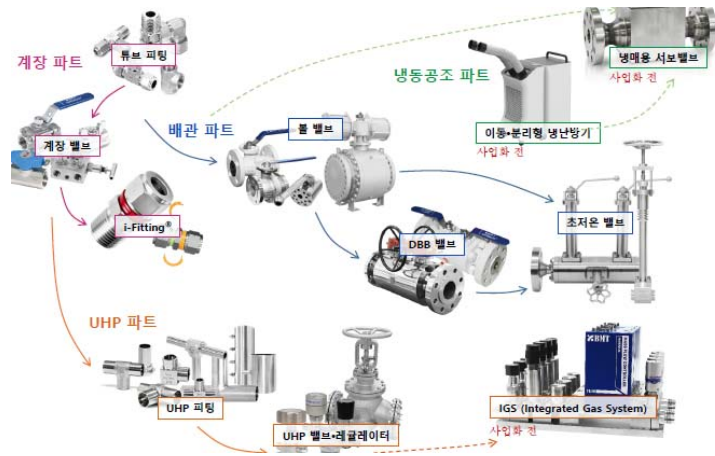 계장 파트
튜브 피팅
계장 밸브
i-Fitting
배관 파트
볼 밸브
DBB 밸브
초저온 밸브
냉동공조 파트
냉매용 서보밸브
사업화 전
이동•분리형 냉난방기
사업화 전
UHP 파트
UHP 피팅
UHP 밸브•레귤레이터
IGS (Integrated Gas System)
사업화 전
BHT